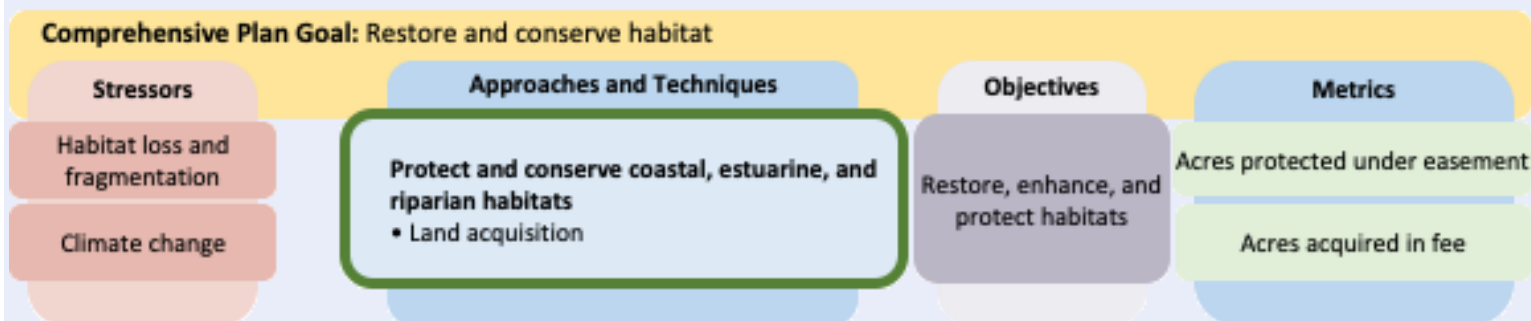 Comprehensive Plan Goal: Restore and conserve habitat
Stressors
Habitat loss and
fragmentation
Climate change
Approaches and Techniques
Protect and conserve coastal, estuarine, and
riparian habitats
• Land acquisition
Objectives
Restore, enhance, and
protect habitats
Metrics
Acres protected under easement
Acres acquired in fee